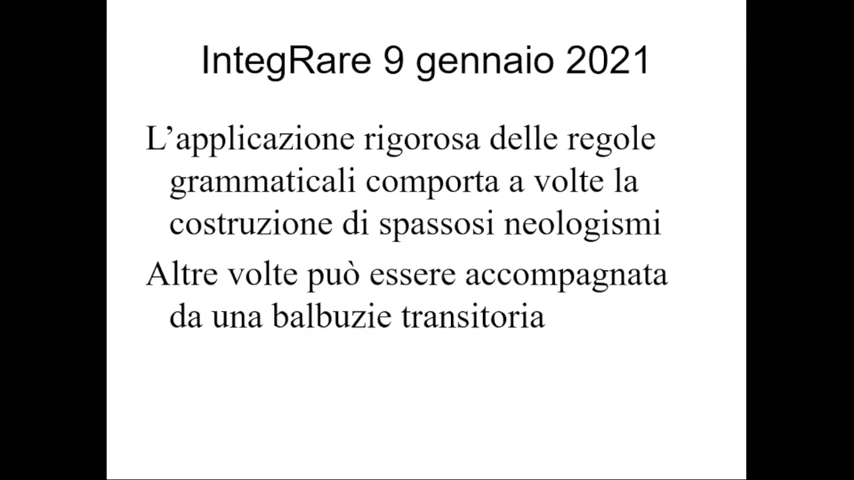 IntegRare 9 gennaio 2021
L’applicazione rigorosa delle regole
grammaticali comporta a volte la
costruzione di spassosi neologismi
Altre volte può essere accompagnata
da una balbuzie transitoria